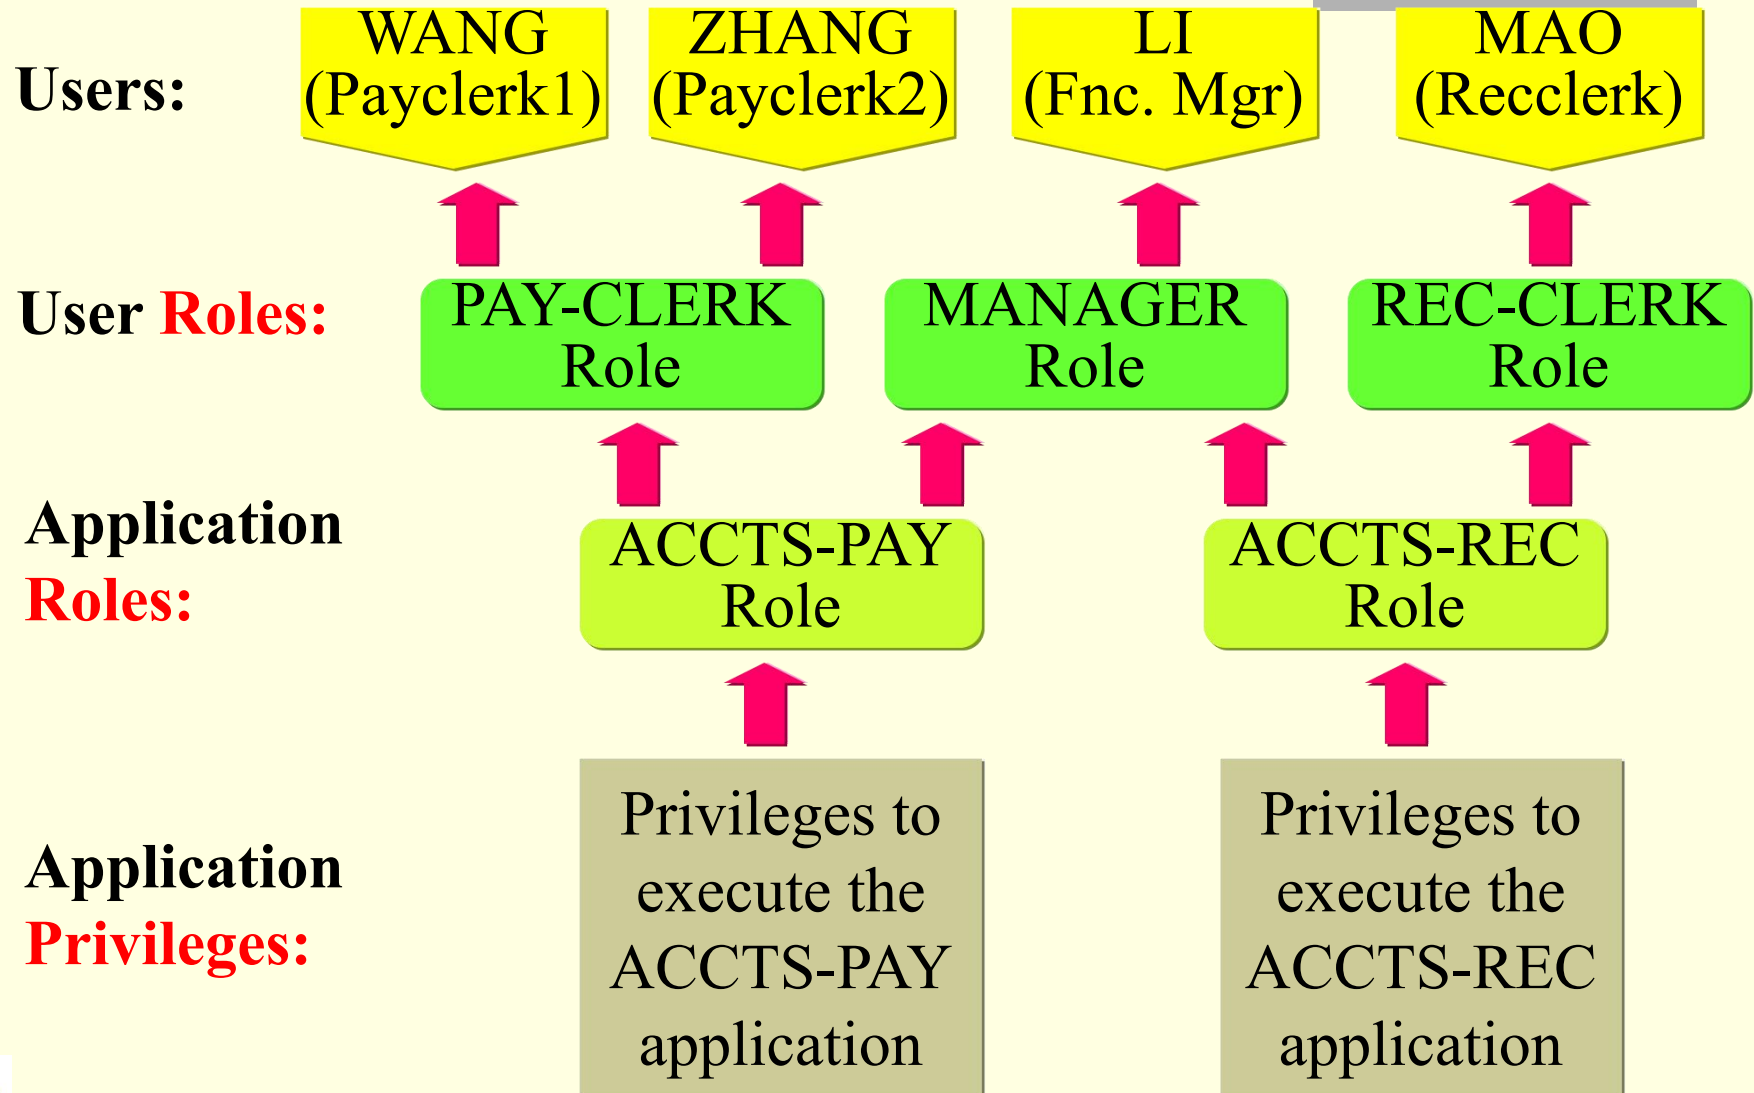 Users:
WANG
(Payclerk1)
ZHANG
(Payclerk2)
LI
(Fnc. Mgr)
MAO
(Recclerk)
User Roles:
PAY-CLERK
Role
MANAGER
Role
REC-CLERK
Role
Application
Roles:
ACCTS-PAY
Role
ACCTS-REC
Role
Application
Privileges:
Privileges to
execute the
ACCTS-PAY
application
Privileges to
execute the
ACCTS-REC
application